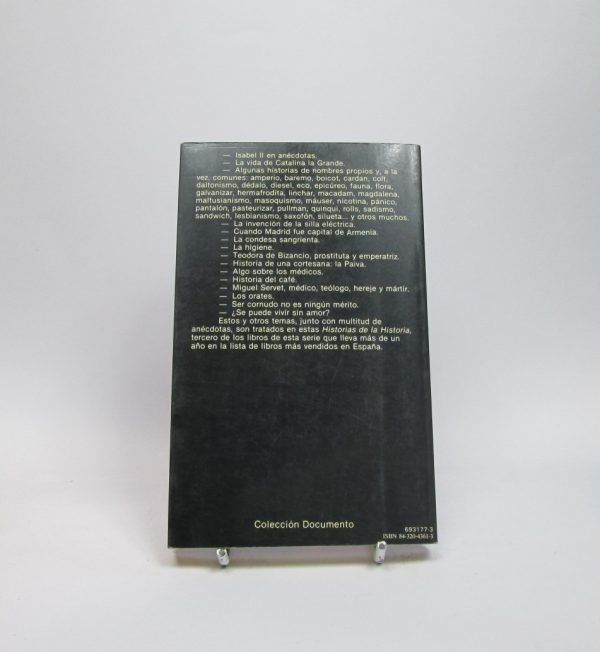 — Isabel II en anécdotas.
— La vida de Catalina la Grande.
— Algunas historias de nombres propios y, a la
vez, comunes: amperio, baremo, boicot, cardan, colt,
daltonismo, dédalo, diesel, eco, epicúreo, fauna, flora,
galvanizar, hermafrodita, linchar, macadam, magdalena,
maltusianismo, masoquismo, máuser, nicotina, pánico,
pantalón, pasteurizar, pullman, quinqui, rolls, sadismo,
sandwich, lesbianismo, saxofón, silueta... y otros muchos.
— La invención de la silla eléctrica.
— Cuando Madrid fue capital de Armenia.
— La condesa sangrienta.
— La higiene.
— Teodora de Bizancio, prostituta y emperatriz.
— Historia de una cortesana: la Paiva.
— Algo sobre los médicos.
— Historia del café.
— Miguel Servet, médico, teólogo, hereje y mártir.
— Los orates.
— Ser cornudo no es ningún mérito.
— ¿Se puede vivir sin amor?
Estos y otros temas, junto con multitud de
anécdotas, son tratados en estas Historias de la Historia,
tercero de los libros de esta serie que lleva más de un
año en la lista de libros más vendidos en España.
Colección Documento
693177-3
ISBN 84-320-4361-3